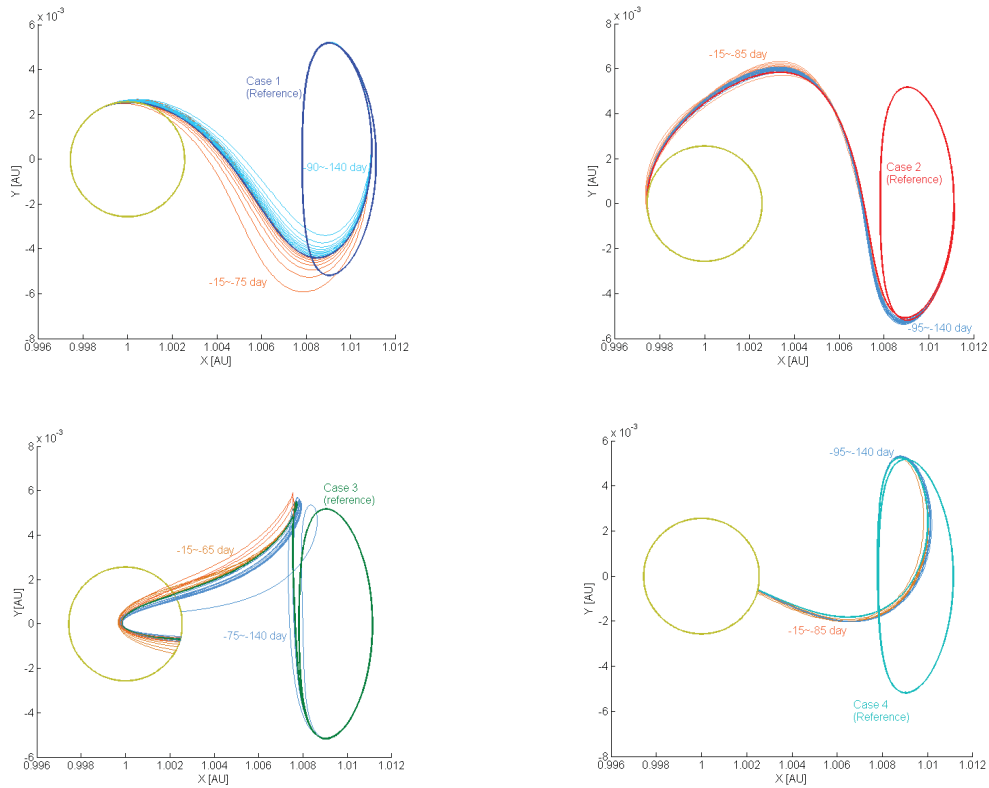 x 10⁻³
6
4
2
0
-2
-4
-6
-8
Y [AU]
Case 1
(Reference)
-90~-140 day
-15~-75 day
0.996 0.998 1 1.002 1.004 1.006 1.008 1.01 1.012
X [AU]
x 10⁻³
8
6
4
2
0
-2
-4
-6
Y [AU]
-15~-85 day
Case 2
(Reference)
-95~-140 day
0.996 0.998 1 1.002 1.004 1.006 1.008 1.01 1.012
X [AU]
x 10⁻³
8
6
4
2
0
-2
-4
-6
Y[AU]
Case 3
(reference)
-15~-65 day
-75~-140 day
0.996 0.998 1 1.002 1.004 1.006 1.008 1.01 1.012
X [AU]
x 10⁻³
6
4
2
0
-2
-4
-6
-8
Y [AU]
-95~-140 day
-15~-85 day
Case 4
(Reference)
0.996 0.998 1 1.002 1.004 1.006 1.008 1.01 1.012
X [AU]